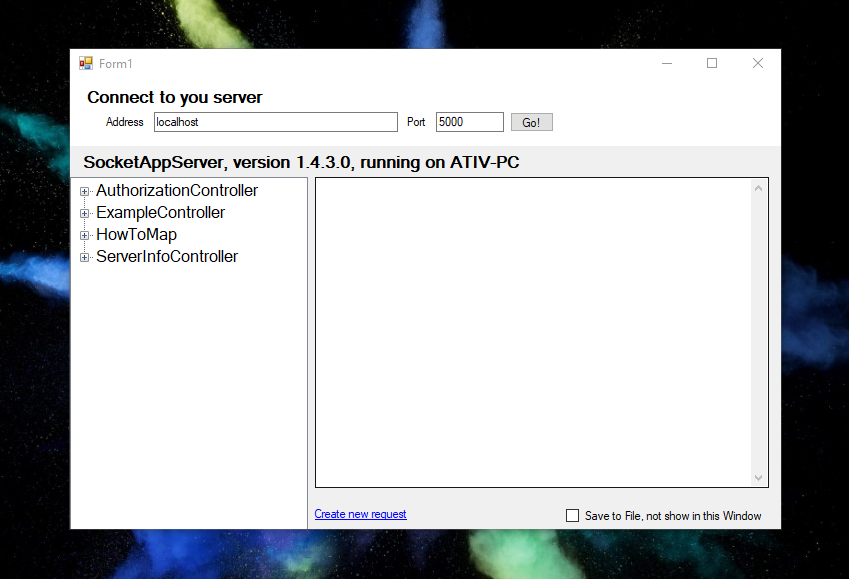 Form1
Connect to you server
Address localhost Port 5000 Go!
SocketAppServer, version 1.4.3.0, running on ATIV-PC
AuthorizationController
ExampleController
HowToMap
ServerInfoController
Create new request
Save to File, not show in this Window